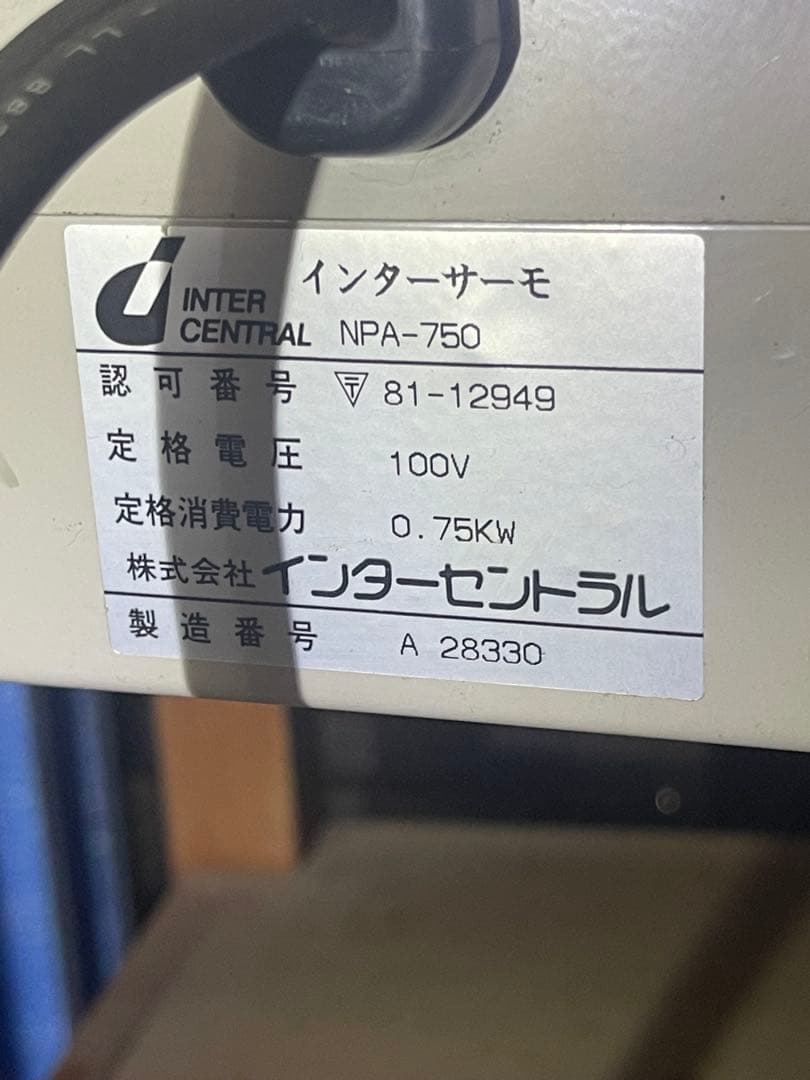 インターサーモ
INTER
CENTRAL NPA-750
認可番号 〒 81-12949
定格電圧 100V
定格消費電力 0.75KW
株式会社インターセントラル
製造番号 A 28330